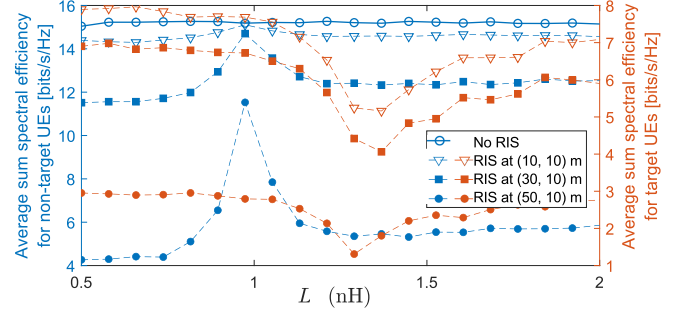 Average sum spectral efficiency
for non-target UEs [bits/s/Hz]
16
14
12
10
8
6
4
8
7
6
5
4
3
2
1
Average sum spectral efficiency
for target UEs [bits/s/Hz]
No RIS
RIS at (10, 10) m
RIS at (30, 10) m
RIS at (50, 10) m
0.5
1
1.5
2
L (nH)